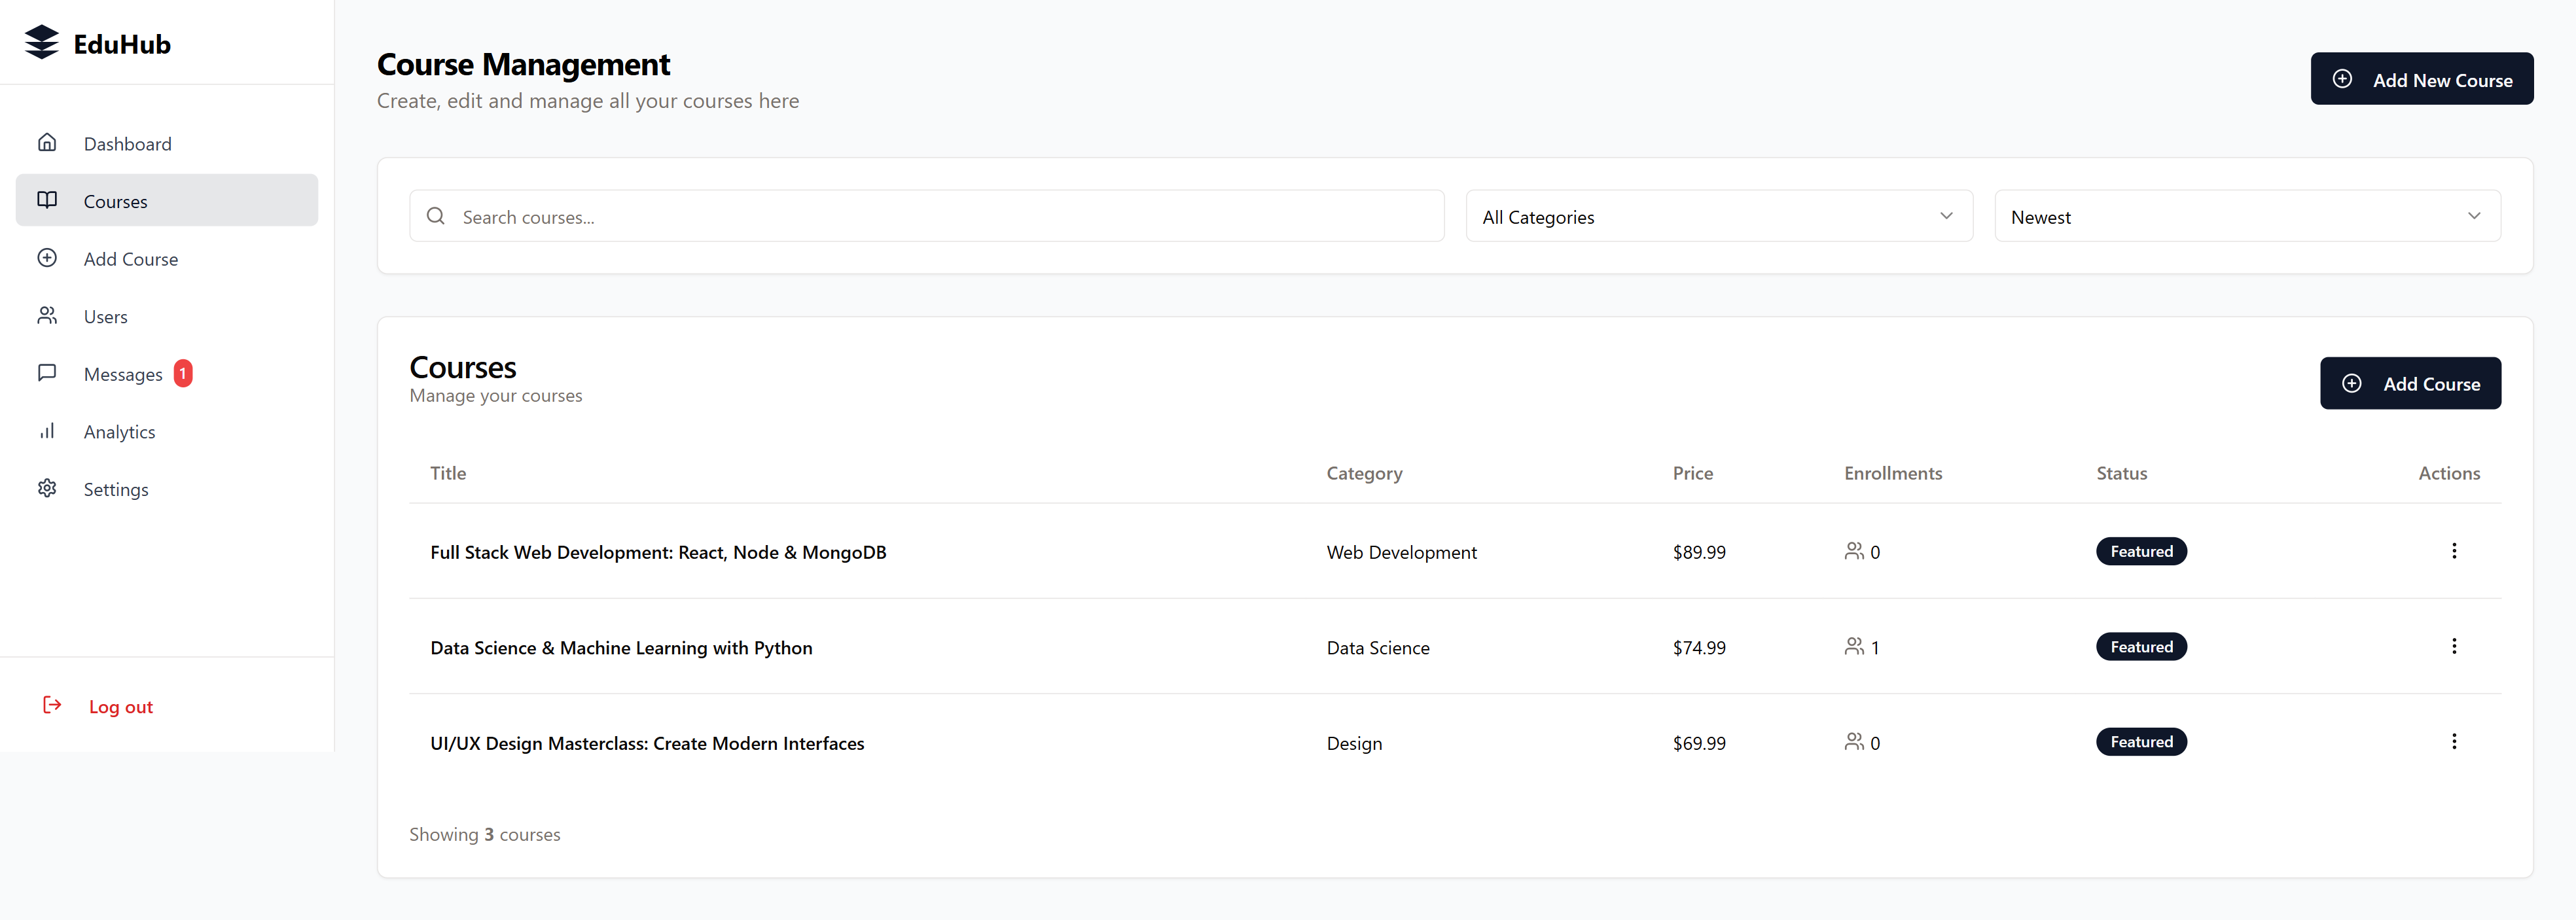 EduHub
Dashboard
Courses
Add Course
Users
Messages 1
Analytics
Settings
Log out
Course Management
Create, edit and manage all your courses here
Add New Course
Search courses...
All Categories
Newest
Courses
Manage your courses
Add Course
Title Category Price Enrollments Status Actions
Full Stack Web Development: React, Node & MongoDB Web Development $89.99 0 Featured
Data Science & Machine Learning with Python Data Science $74.99 1 Featured
UI/UX Design Masterclass: Create Modern Interfaces Design $69.99 0 Featured
Showing 3 courses